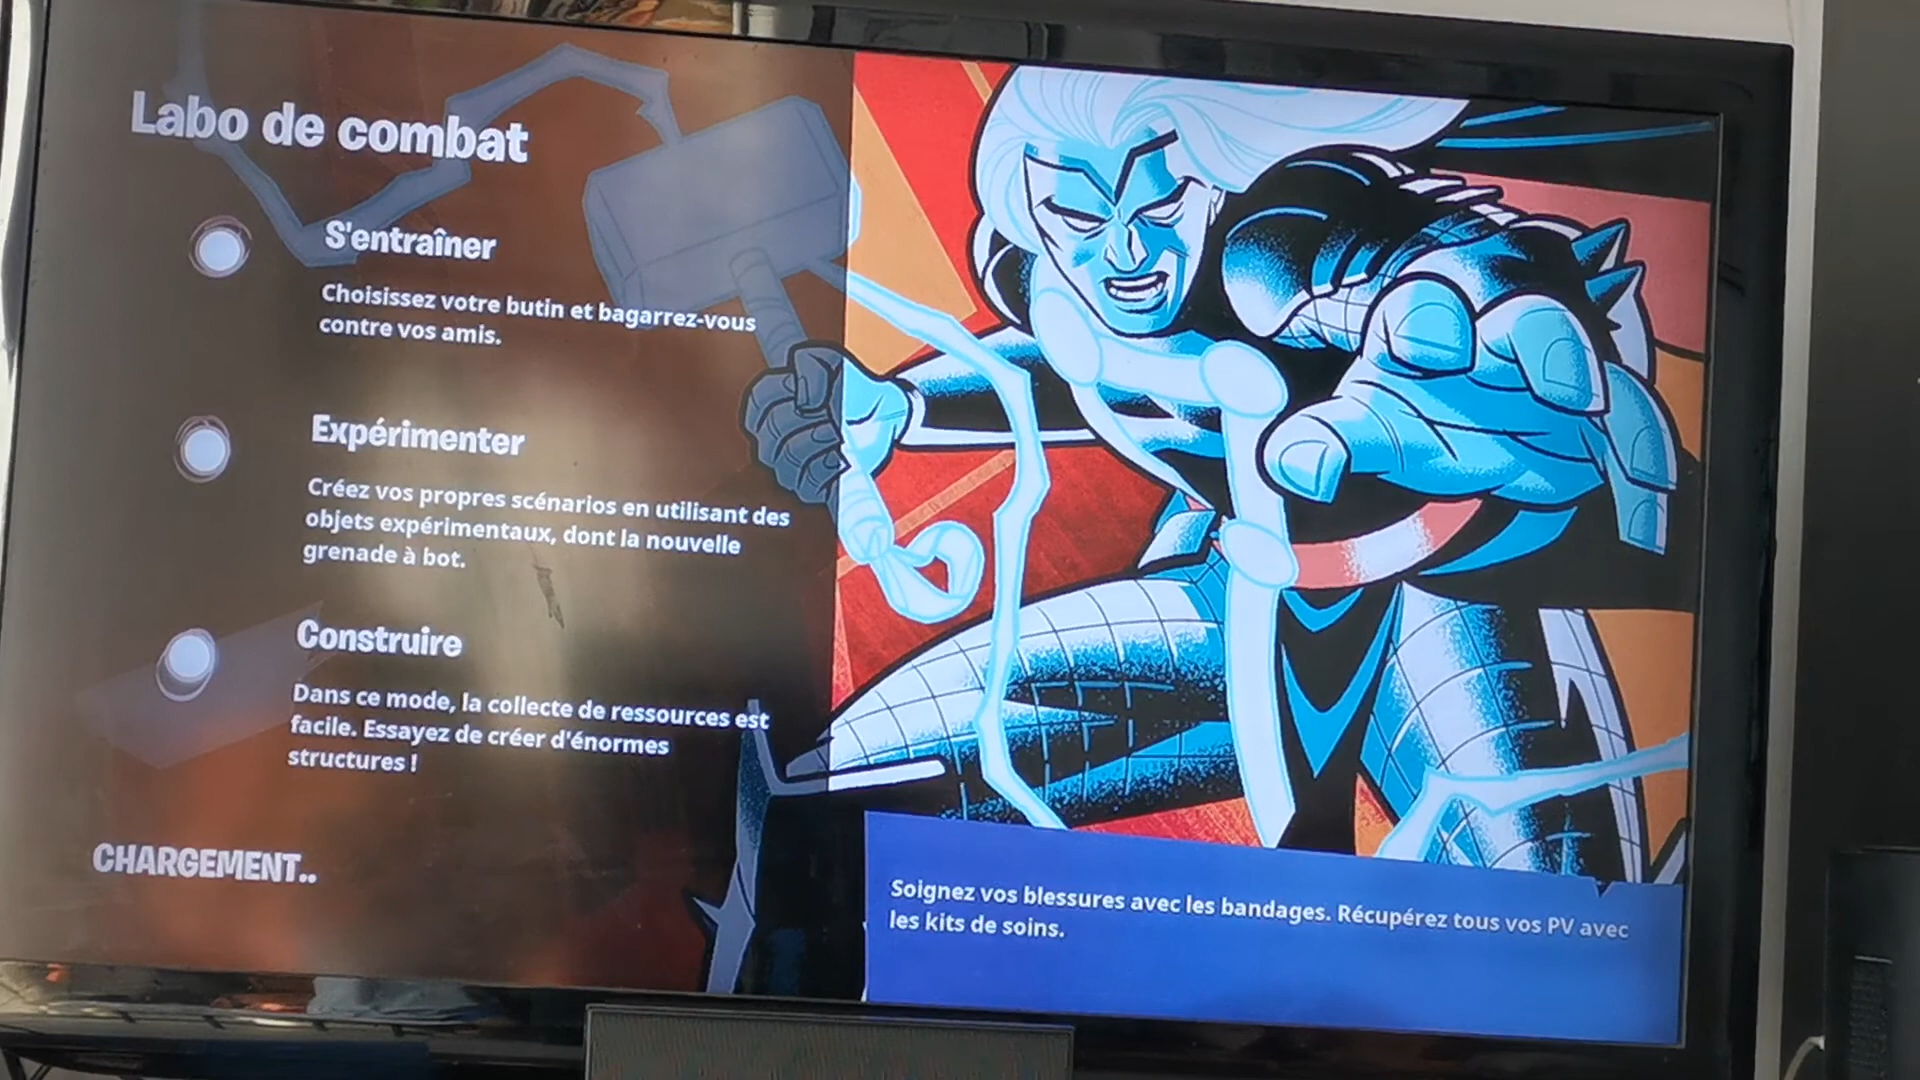 Labo de combat
S'entraîner
Choisissez votre butin et bagarrez-vous
contre vos amis.
Expérimenter
Créez vos propres scénarios en utilisant des
objets expérimentaux, dont la nouvelle
grenade à bot.
Construire
Dans ce mode, la collecte de ressources est
facile. Essayez de créer d'énormes
structures !
CHARGEMENT..
Soignez vos blessures avec les bandages. Récupérez tous vos PV avec
les kits de soins.